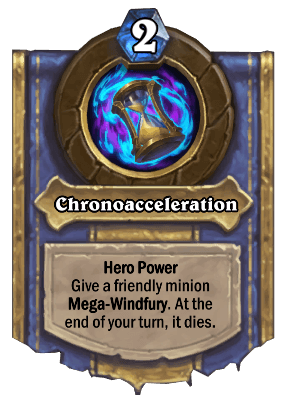 2
Chronoacceleration
Hero Power
Give a friendly minion
Mega-Windfury. At the
end of your turn, it dies.